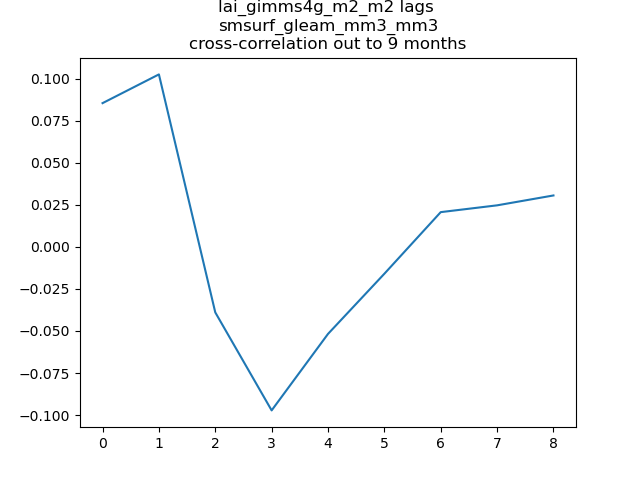 lai_gimms4g_m2_m2 lags
smsurf_gleam_mm3_mm3
cross-correlation out to 9 months
0.100
0.075
0.050
0.025
0.000
−0.025
−0.050
−0.075
−0.100
0 1 2 3 4 5 6 7 8